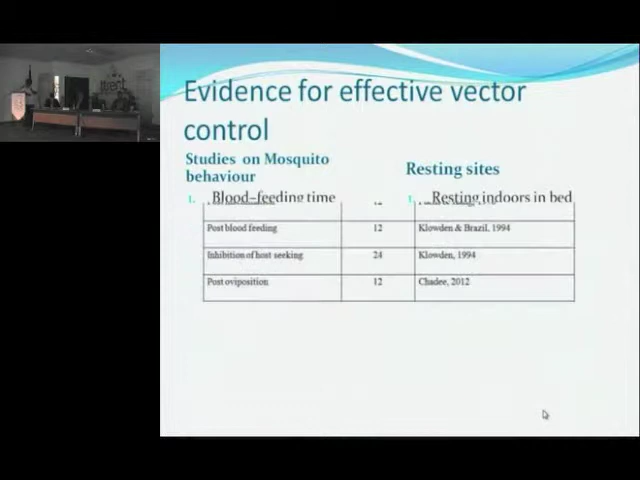 Evidence for effective vector
control
Studies on Mosquito
behaviour
Resting sites
1. Blood-feeding time
1. Resting indoors in bed
Post blood feeding 12 Klowden & Brazil, 1994
Inhibition of host seeking 24 Klowden, 1994
Post oviposition 12 Chadee, 2012